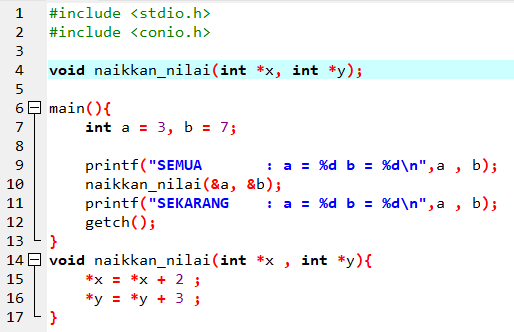 1 #include <stdio.h>
2 #include <conio.h>
3
4 void naikkan_nilai(int *x, int *y);
5
6 main(){
7     int a = 3, b = 7;
8
9     printf("SEMUA       : a = %d b = %d\n",a , b);
10     naikkan_nilai(&a, &b);
11     printf("SEKARANG    : a = %d b = %d\n",a , b);
12     getch();
13 }
14 void naikkan_nilai(int *x , int *y){
15     *x = *x + 2 ;
16     *y = *y + 3 ;
17 }